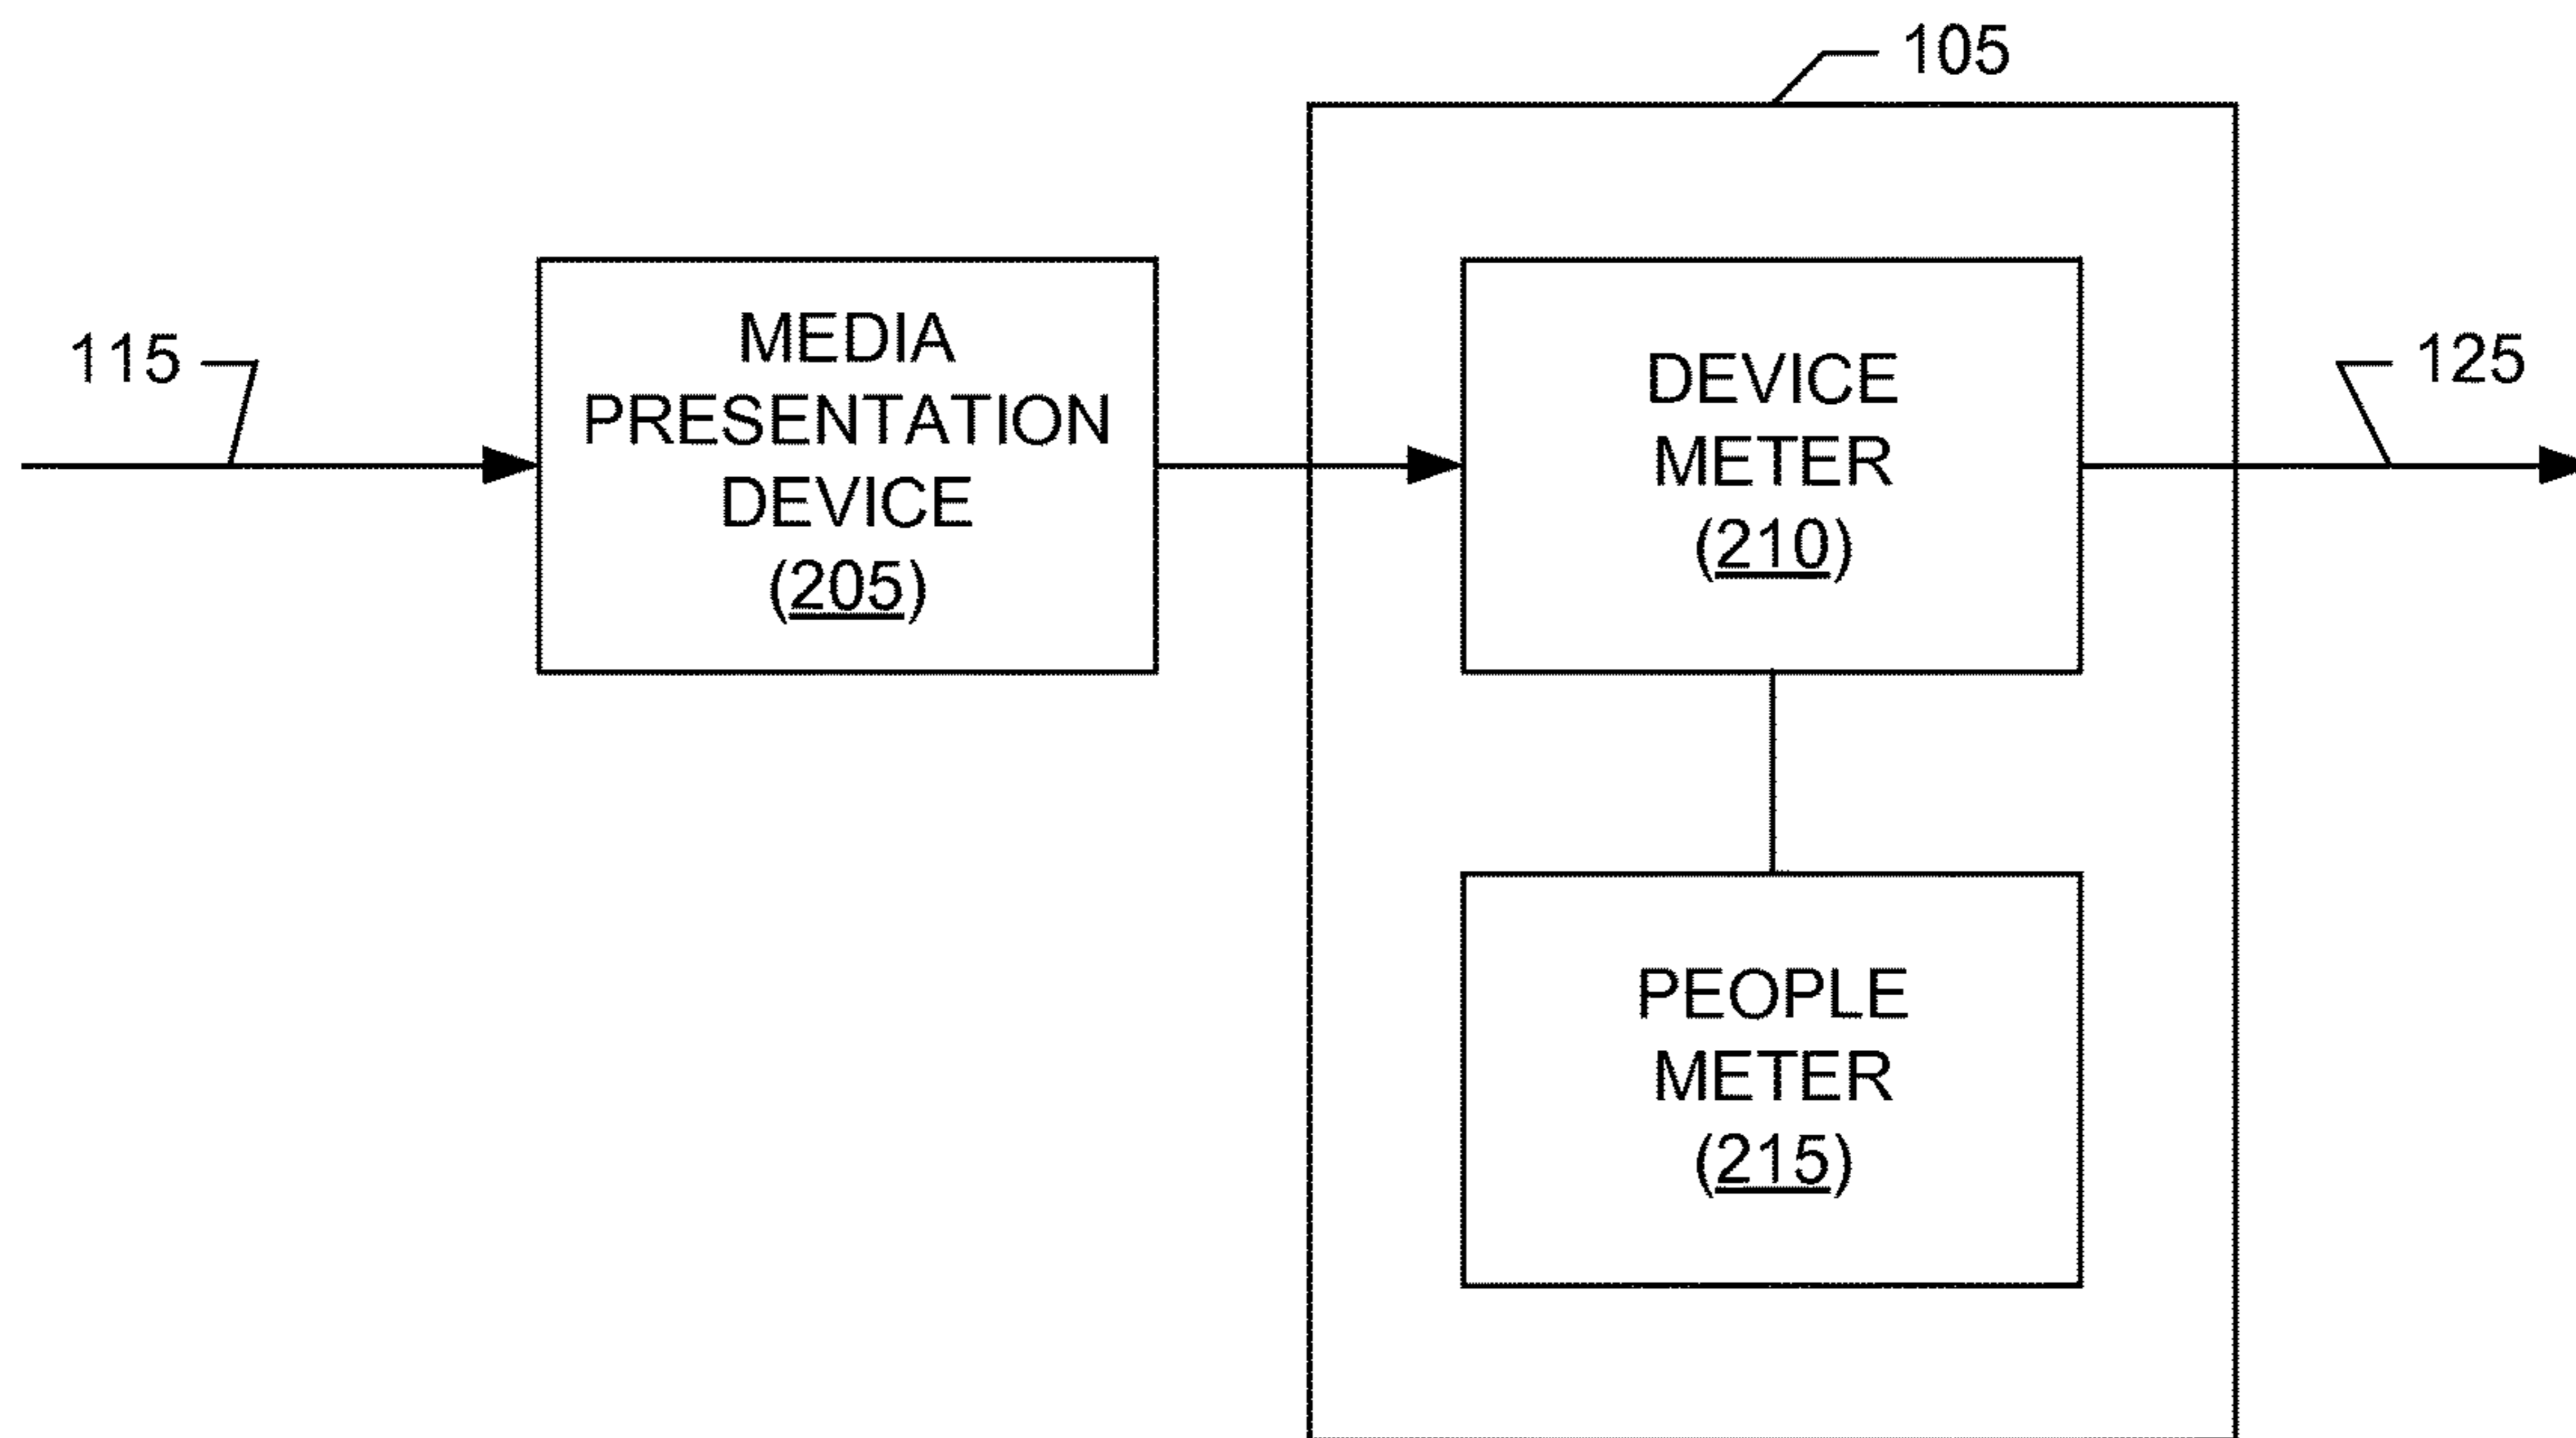 105
115
MEDIA
PRESENTATION
DEVICE
(205)
DEVICE
METER
(210)
125
PEOPLE
METER
(215)